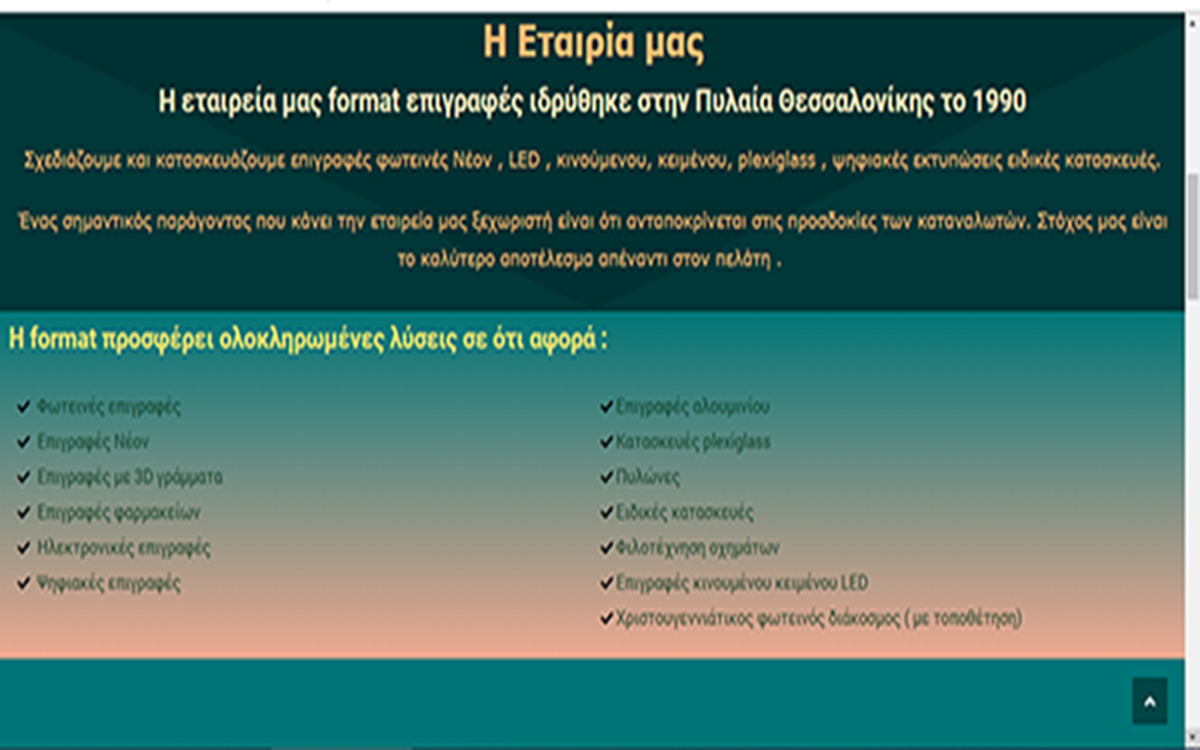 Η Εταιρία μας
Η εταιρεία μας format επιγραφές ιδρύθηκε στην Πυλαία Θεσσαλονίκης το 1990
Σχεδιάζουμε και κατασκευάζουμε επιγραφές φωτεινές Νέον , LED , κινούμενου, κειμένου, plexiglass , ψηφιακές εκτυπώσεις ειδικές κατασκευές.
Ένας σημαντικός παράγοντας που κάνει την εταιρεία μας ξεχωριστή είναι ότι ανταποκρίνεται στις προσδοκίες των καταναλωτών. Στόχος μας είναι
το καλύτερο αποτέλεσμα απέναντι στον πελάτη .
Η format προσφέρει ολοκληρωμένες λύσεις σε ότι αφορά :
✔ Φωτεινές επιγραφές
✔ Επιγραφές Νέον
✔ Επιγραφές με 3D γράμματα
✔ Επιγραφές φαρμακείων
✔ Ηλεκτρονικές επιγραφές
✔ Ψηφιακές επιγραφές
✔ Επιγραφές αλουμινίου
✔ Κατασκευές plexiglass
✔ Πυλώνες
✔ Ειδικές κατασκευές
✔ Φιλοτέχνηση οχημάτων
✔ Επιγραφές κινουμένου κειμένου LED
✔ Χριστουγεννιάτικος φωτεινός διάκοσμος ( με τοποθέτηση)